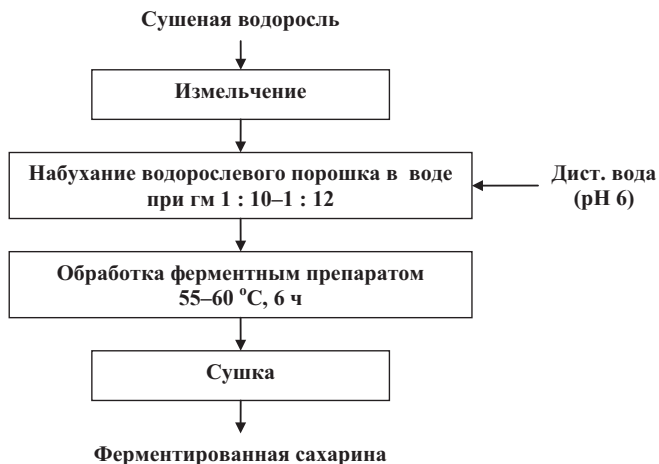 Сушеная водоросль
Измельчение
Набухание водорослевого порошка в воде
при гм 1 : 10–1 : 12
Дист. вода
(рН 6)
Обработка ферментным препаратом
55–60 °С, 6 ч
Сушка
Ферментированная сахарина